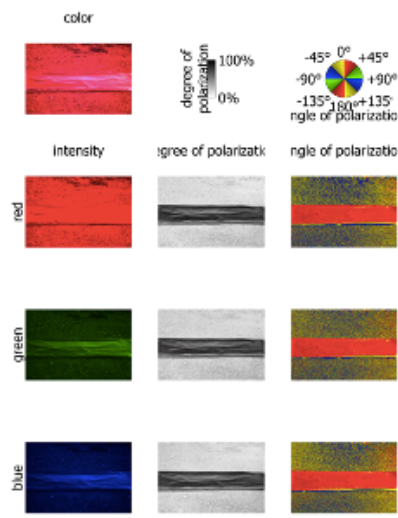 color
degree of
polarization
100%
0%
-45° 0° +45°
-90° +90°
-135° 180° +135°
ngle of polarizatio
intensity
egree of polarizatic
ngle of polarizatio
red
green
blue